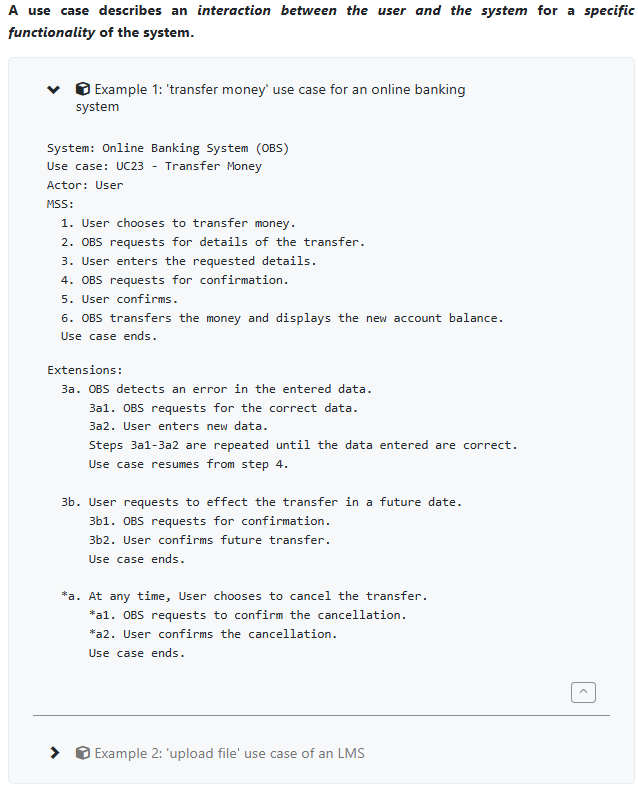 A use case describes an interaction between the user and the system for a specific
functionality of the system.
Example 1: 'transfer money' use case for an online banking
system
System: Online Banking System (OBS)
Use case: UC23 - Transfer Money
Actor: User
MSS:
1. User chooses to transfer money.
2. OBS requests for details of the transfer.
3. User enters the requested details.
4. OBS requests for confirmation.
5. User confirms.
6. OBS transfers the money and displays the new account balance.
Use case ends.
Extensions:
3a. OBS detects an error in the entered data.
3a1. OBS requests for the correct data.
3a2. User enters new data.
Steps 3a1-3a2 are repeated until the data entered are correct.
Use case resumes from step 4.
3b. User requests to effect the transfer in a future date.
3b1. OBS requests for confirmation.
3b2. User confirms future transfer.
Use case ends.
*a. At any time, User chooses to cancel the transfer.
*a1. OBS requests to confirm the cancellation.
*a2. User confirms the cancellation.
Use case ends.
Example 2: 'upload file' use case of an LMS